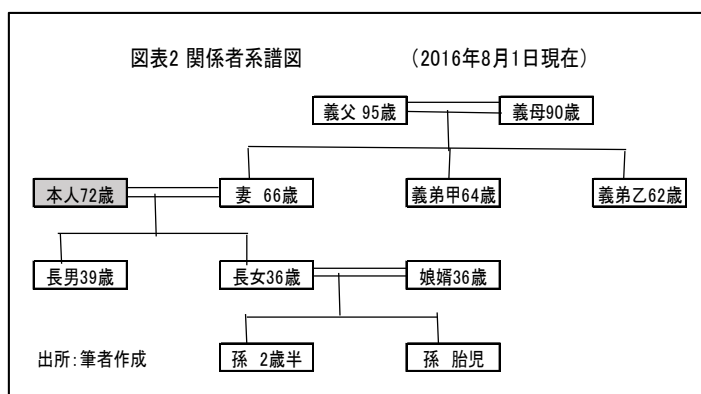 図表2 関係者系譜図 (2016年8月1日現在)
義父 95歳 義母90歳
本人72歳 妻 66歳 義弟甲64歳 義弟乙62歳
長男39歳 長女36歳 娘婿36歳
出所:筆者作成 孫 2歳半 孫 胎児